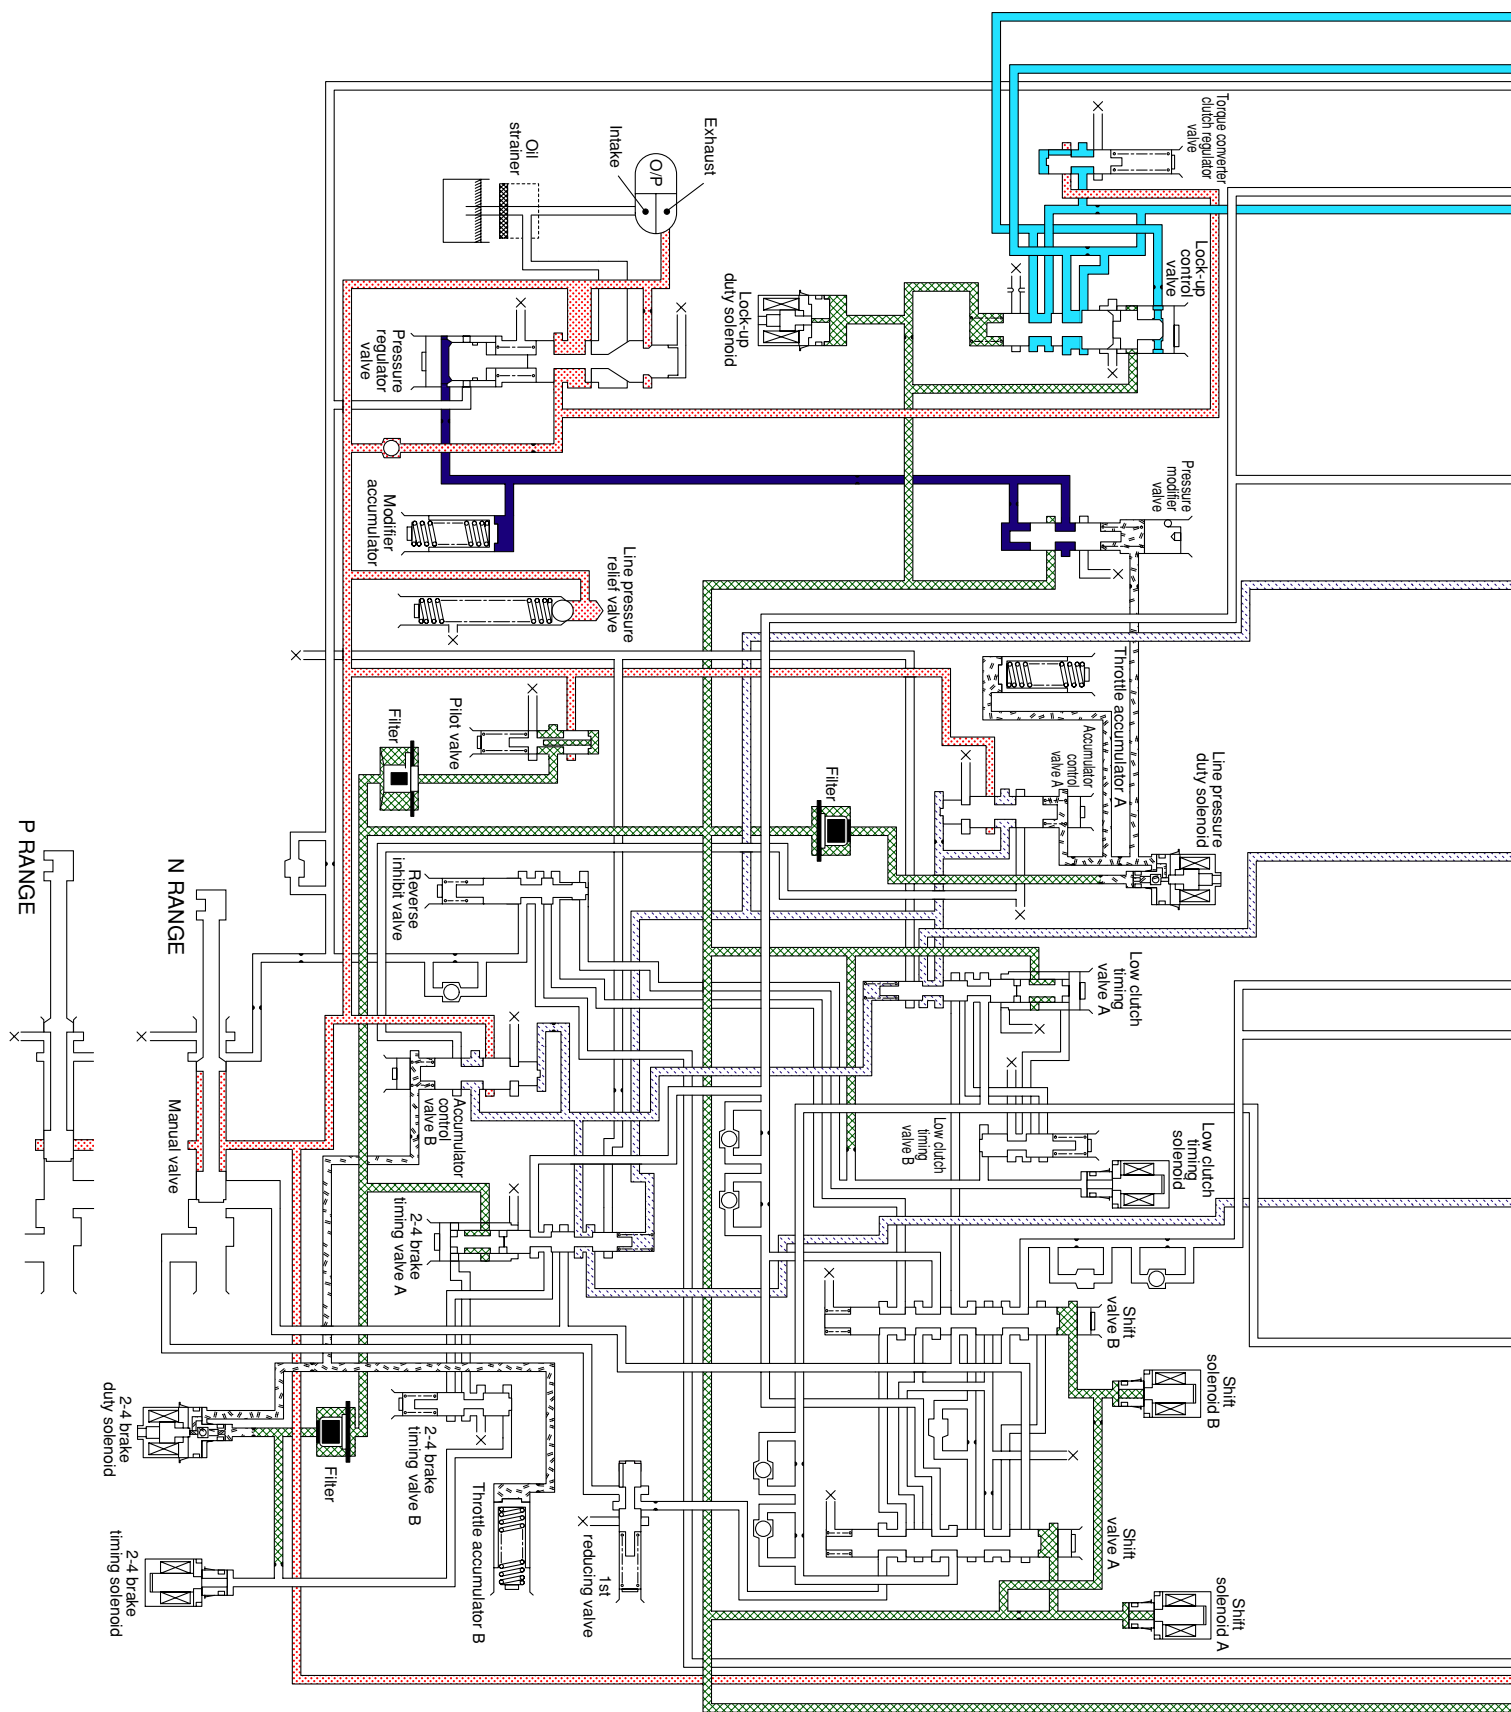 Torque converter
clutch regulator
valve
Exhaust
Intake
O/P
Oil
strainer
Lock-up
control
valve
Lock-up
duty solenoid
Pressure
regulator
valve
Pressure
modifier
valve
Modifier
accumulator
Line pressure
relief valve
Throttle accumulator A
Pilot valve
Filter
Accumulator
control
valve A
Line pressure
duty solenoid
Filter
P RANGE
N RANGE
Reverse
inhibit valve
Low clutch
timing
valve A
Manual valve
Accumulator
control
valve B
Low clutch
timing
valve B
Low clutch
timing
solenoid
2-4 brake
timing valve A
Shift
valve B
Shift
solenoid B
2-4 brake
duty solenoid
Filter
2-4 brake
timing valve B
Throttle accumulator B
1st
reducing valve
Shift
valve A
2-4 brake
timing solenoid
Shift
solenoid A